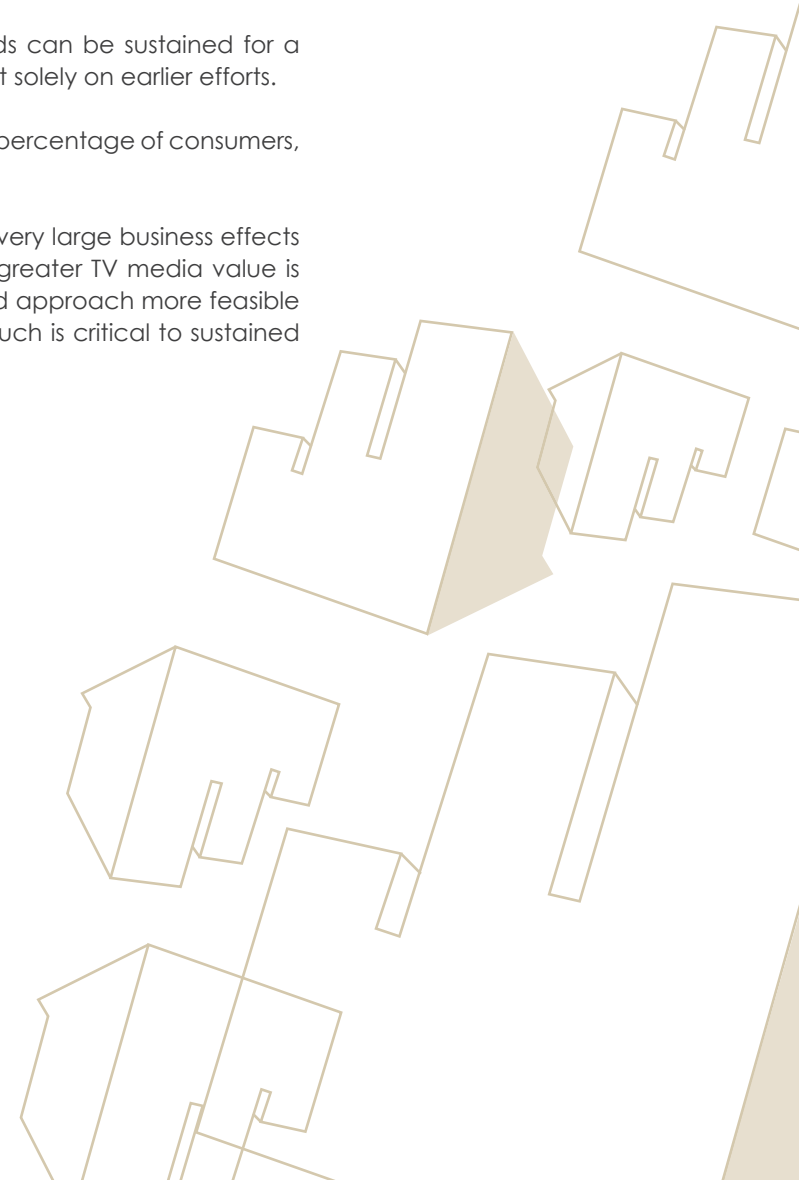 ds can be sustained for a
t solely on earlier efforts.
percentage of consumers,
very large business effects
greater TV media value is
d approach more feasible
uch is critical to sustained